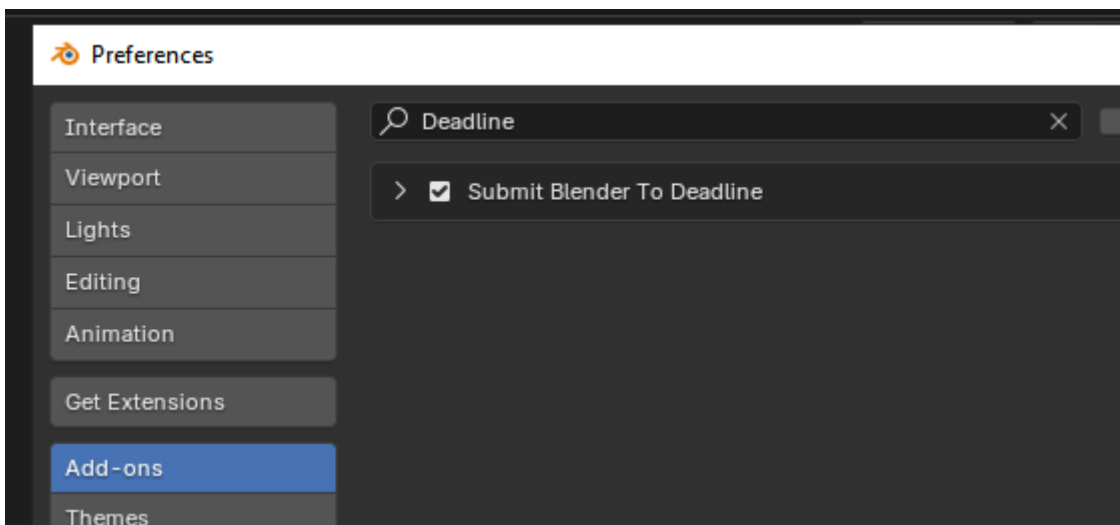 Preferences
Interface
Viewport
Lights
Editing
Animation
Get Extensions
Add-ons
Themes
Deadline
Submit Blender To Deadline